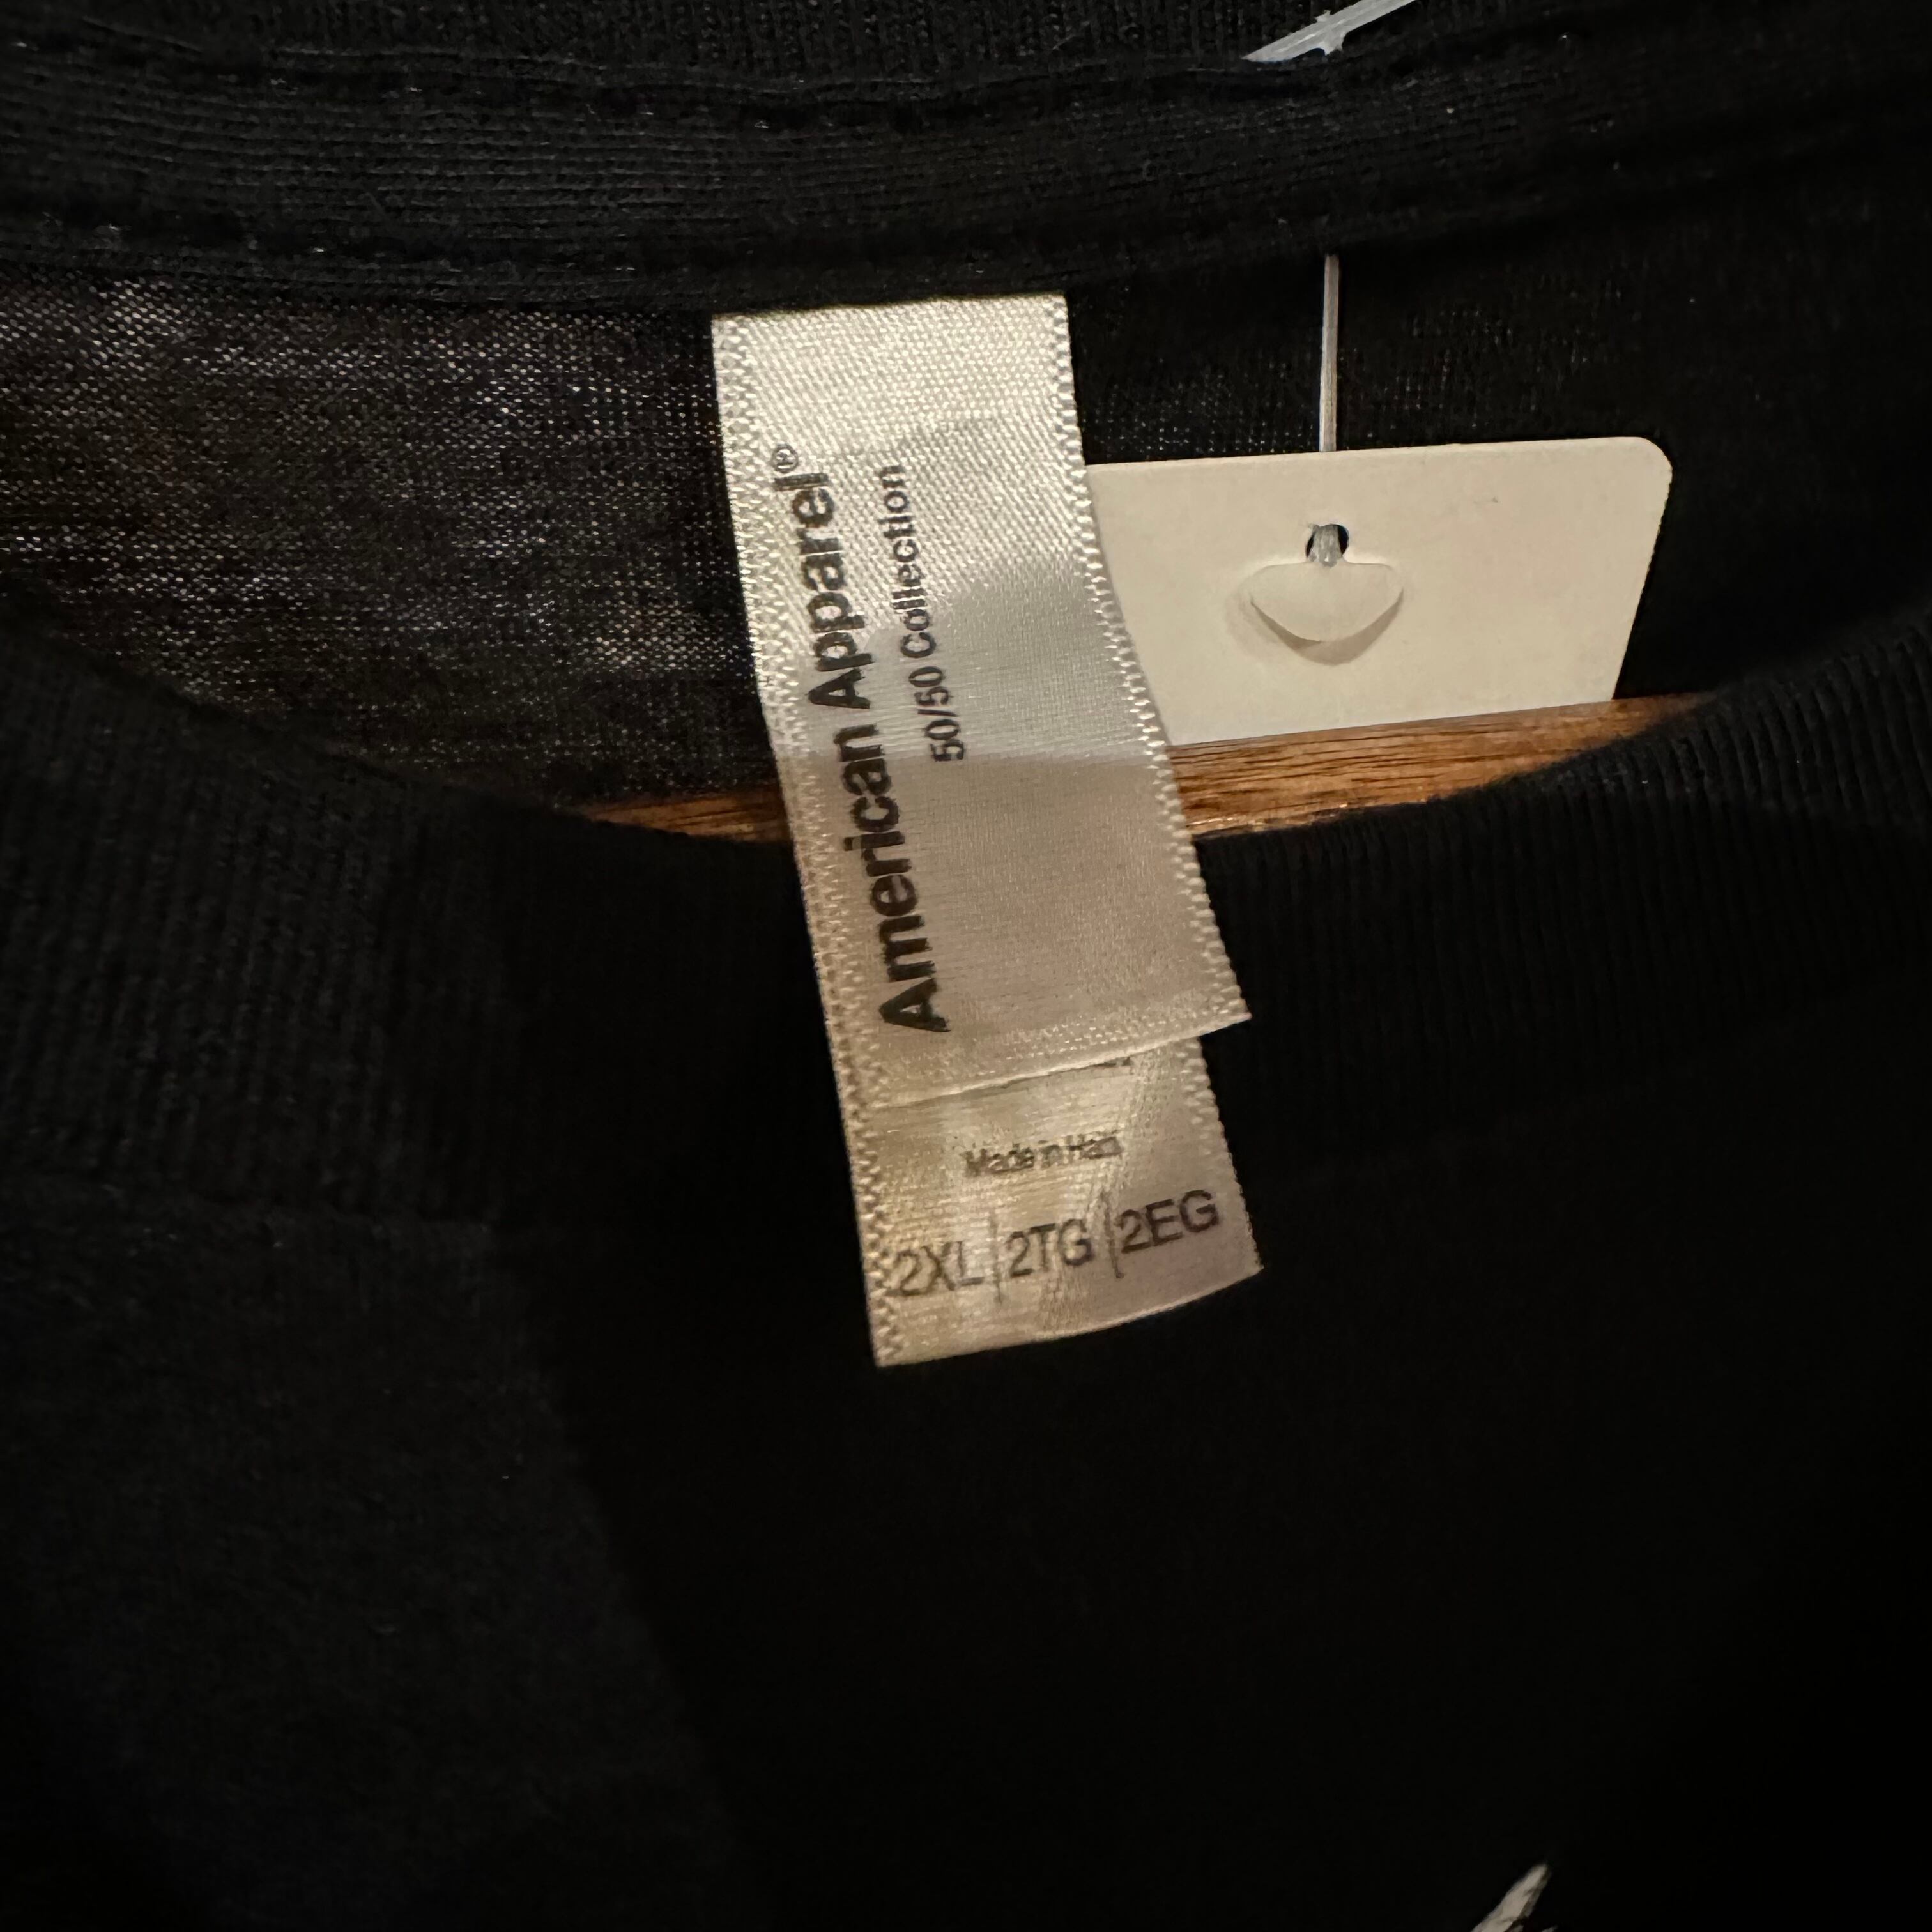 American Apparel®
50/50 Collection
Made in Haiti
2XL|2TG|2EG